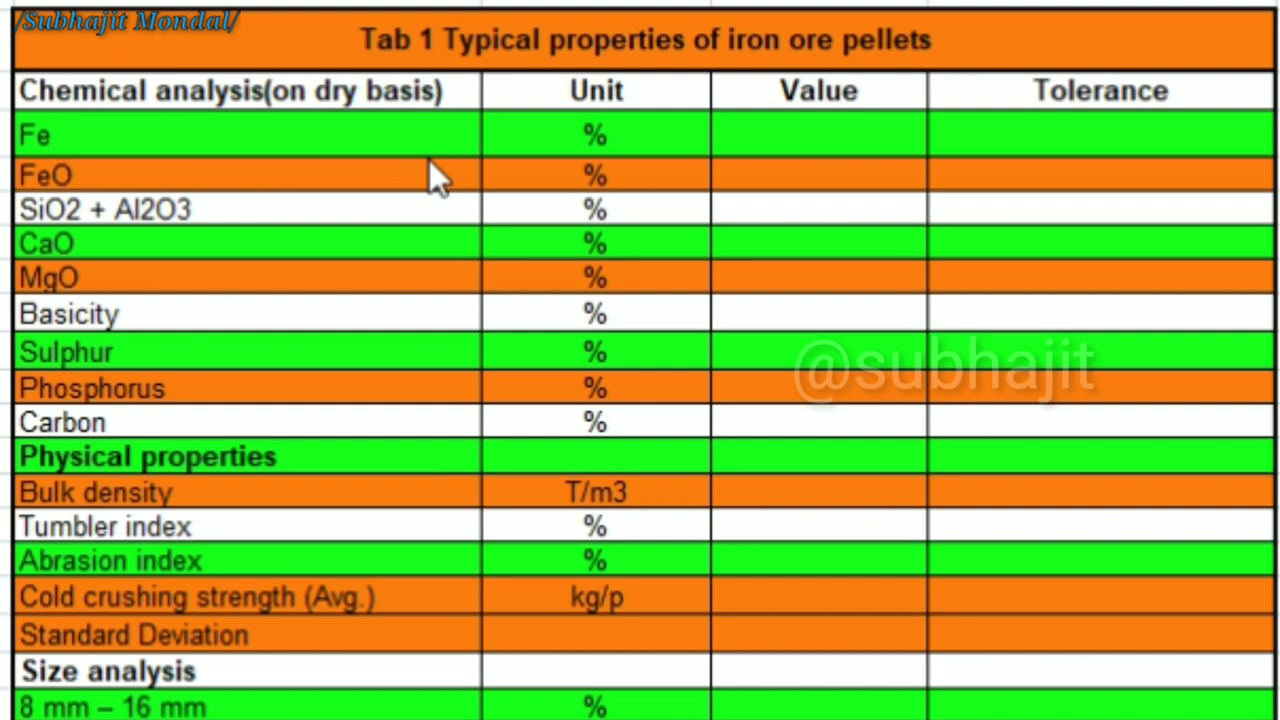 /Subhajit Mondal/
Tab 1 Typical properties of iron ore pellets
Chemical analysis(on dry basis) Unit Value Tolerance
Fe %
FeO %
SiO2 + Al2O3 %
CaO %
MgO %
Basicity %
Sulphur %
@subhajit
Phosphorus %
Carbon %
Physical properties
Bulk density T/m3
Tumbler index %
Abrasion index %
Cold crushing strength (Avg.) kg/p
Standard Deviation
Size analysis
8 mm – 16 mm %